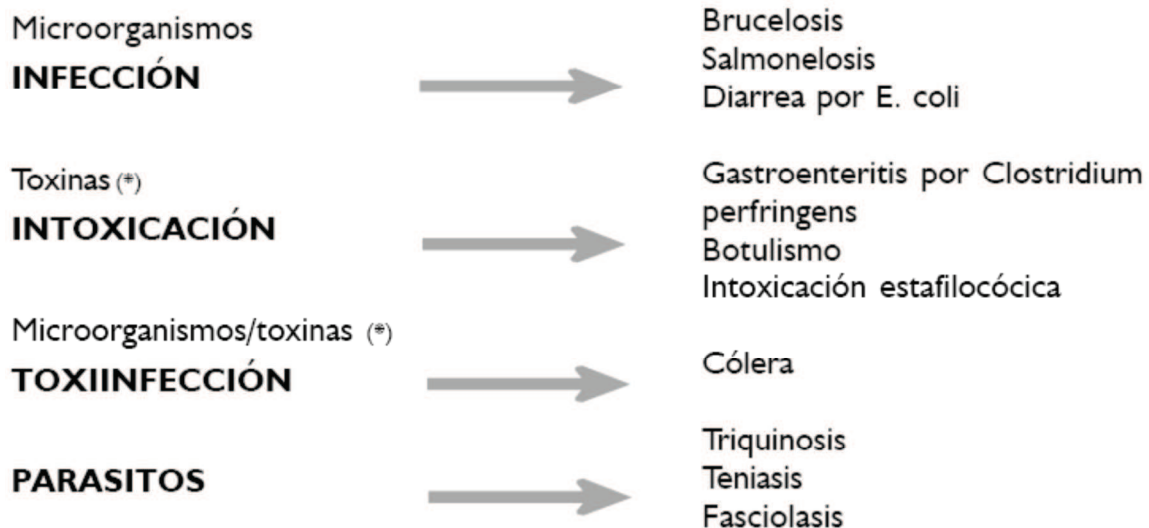 Microorganismos
INFECCIÓN
Brucelosis
Salmonelosis
Diarrea por E. coli
Toxinas (*)
INTOXICACIÓN
Gastroenteritis por Clostridium
perfringens
Botulismo
Intoxicación estafilocócica
Microorganismos/toxinas (*)
TOXIINFECCIÓN
Cólera
PARASITOS
Triquinosis
Teniasis
Fasciolasis